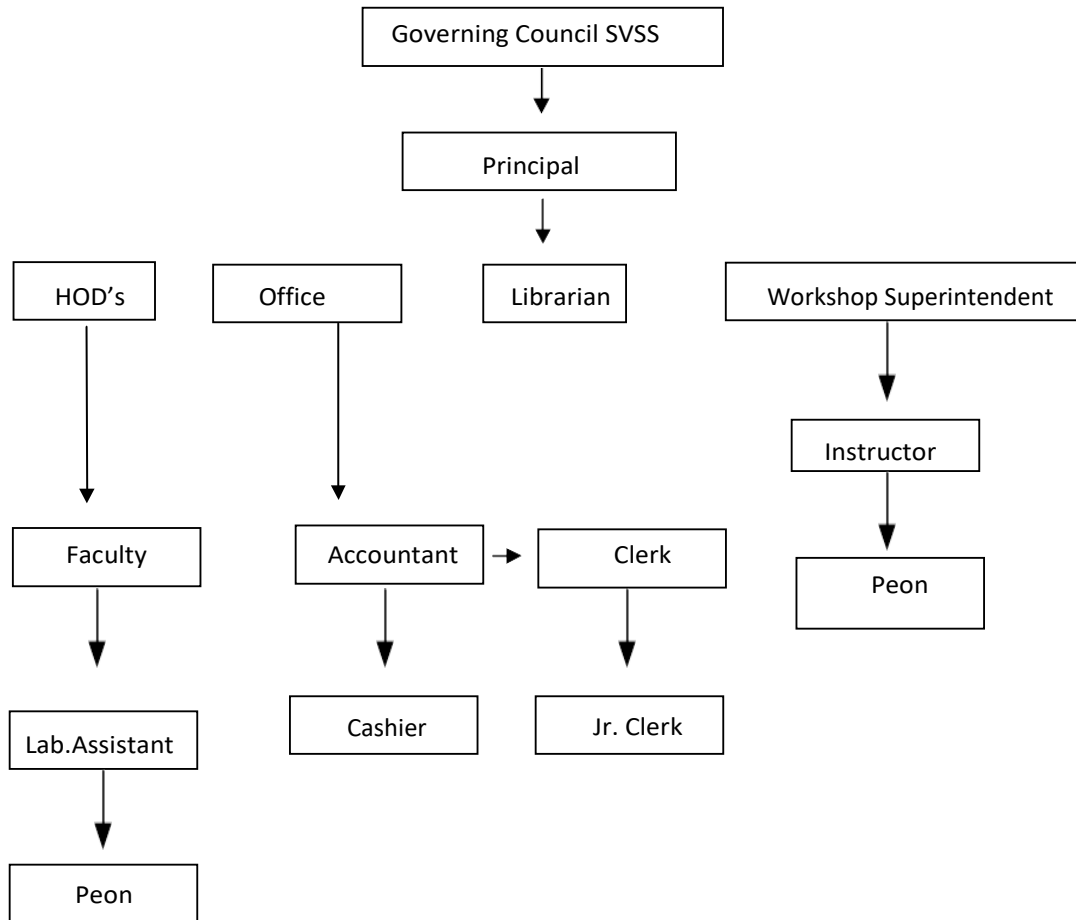 Governing Council SVSS
Principal
HOD’s
Office
Librarian
Workshop Superintendent
Instructor
Faculty
Accountant
Clerk
Peon
Lab.Assistant
Cashier
Jr. Clerk
Peon